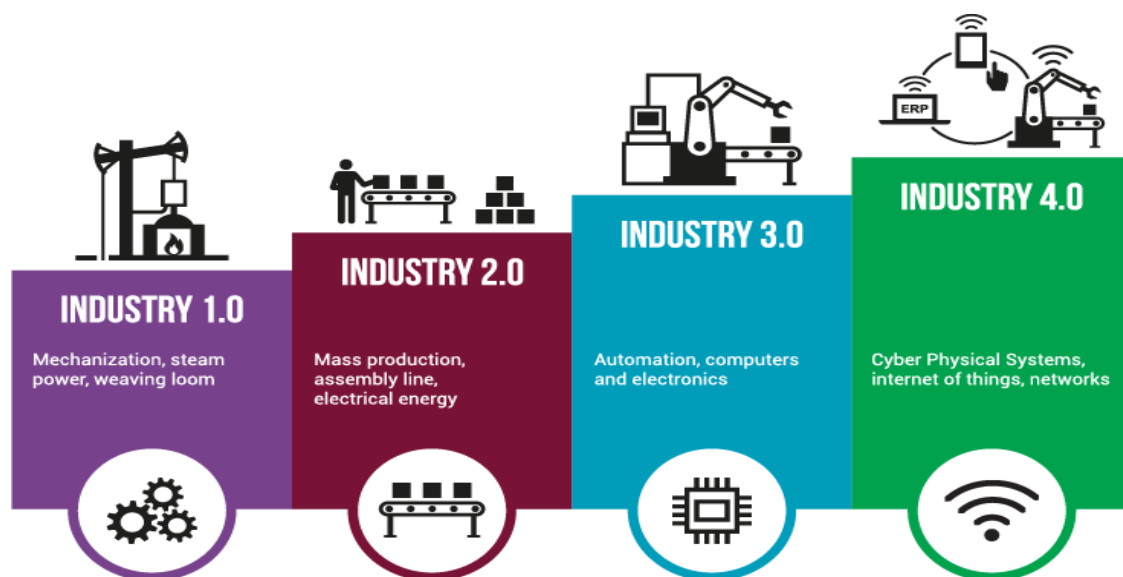 INDUSTRY 1.0
Mechanization, steam
power, weaving loom
INDUSTRY 2.0
Mass production,
assembly line,
electrical energy
INDUSTRY 3.0
Automation, computers
and electronics
ERP
INDUSTRY 4.0
Cyber Physical Systems,
internet of things, networks